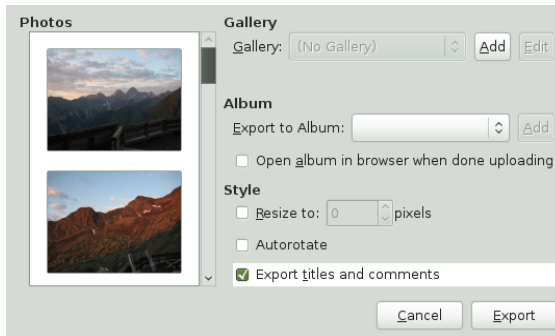 Photos
Gallery
Gallery: (No Gallery) Add Edit
Album
Export to Album: Add
Open album in browser when done uploading
Style
Resize to: 0 pixels
Autorotate
Export titles and comments
Cancel Export